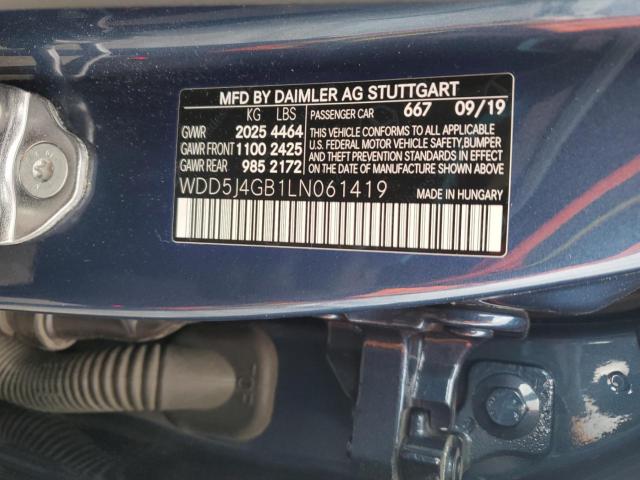 MFD BY DAIMLER AG STUTTGART
KG LBS PASSENGER CAR 667 09/19
GVWR 2025 4464 THIS VEHICLE CONFORMS TO ALL APPLICABLE
GAWR FRONT 1100 2425 U.S. FEDERAL MOTOR VEHICLE SAFETY, BUMPER
GAWR REAR 985 2172 AND THEFT PREVENTION STANDARDS IN EFFECT
ON THE DATE OF MANUFACTURE SHOWN ABOVE
WDD5J4GB1LN061419 MADE IN HUNGARY